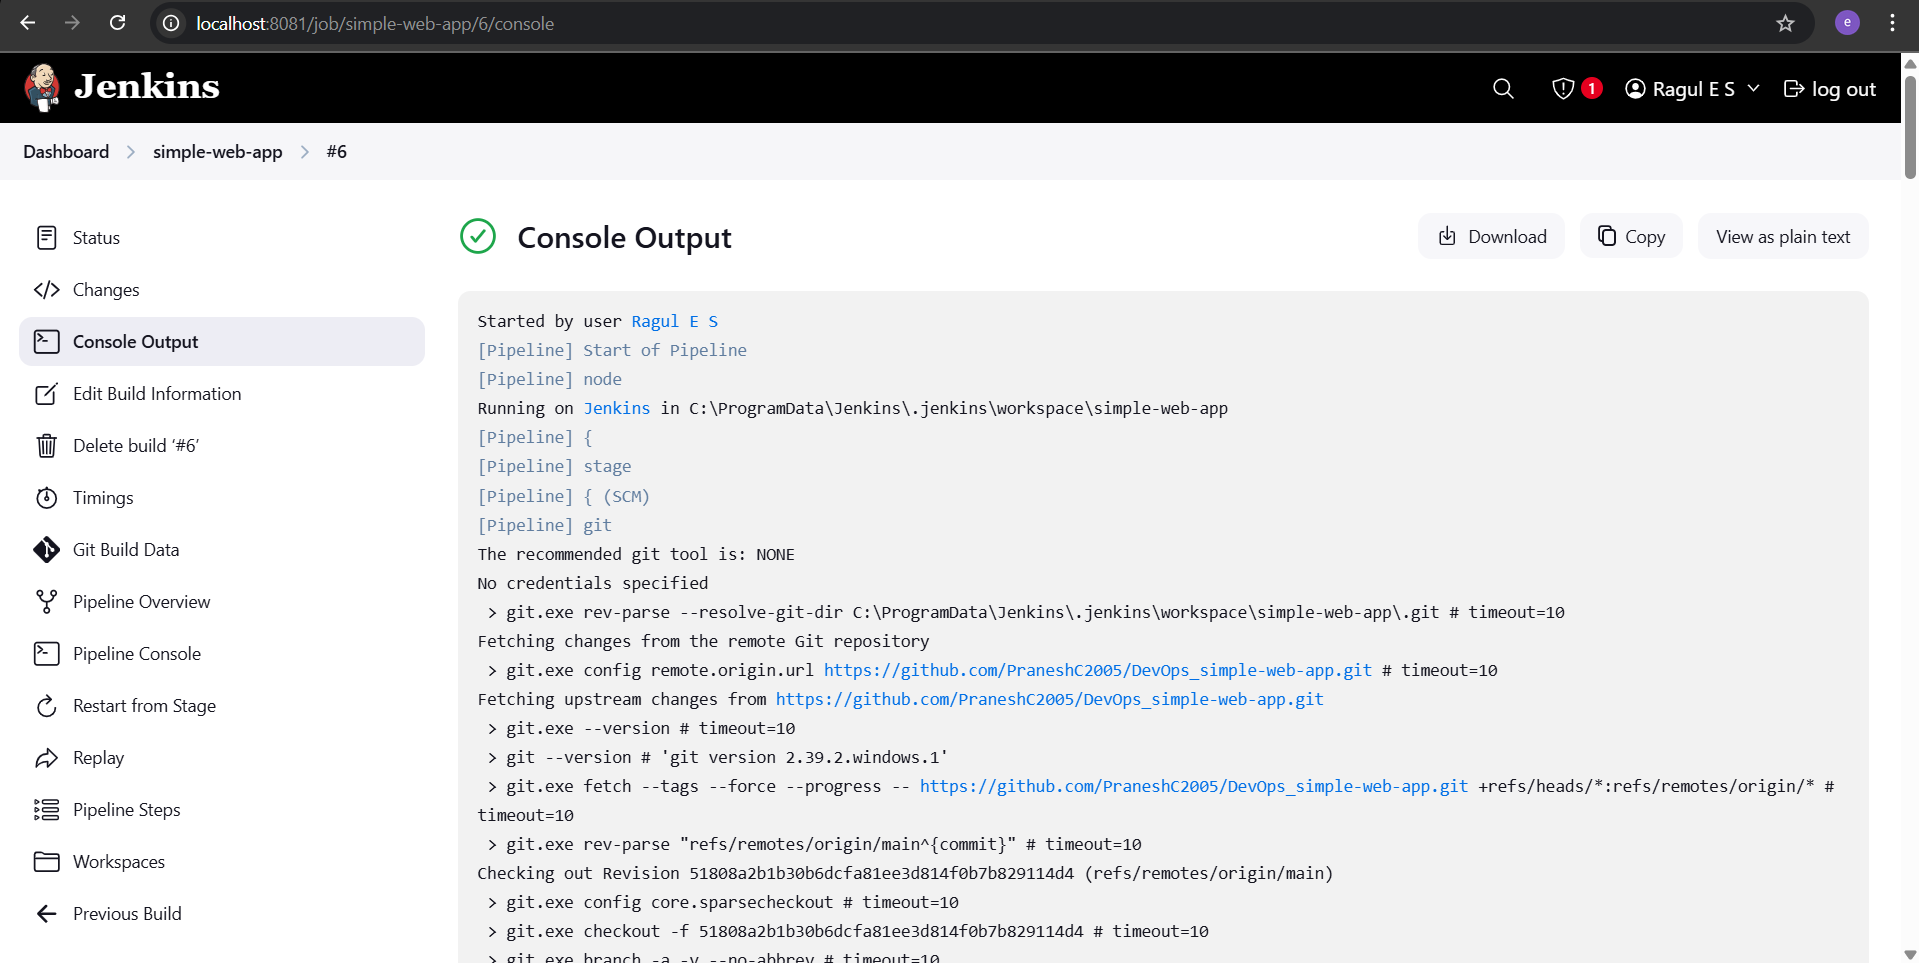 localhost:8081/job/simple-web-app/6/console
e
Jenkins
1
Ragul E S
log out
Dashboard
simple-web-app
#6
Status
Changes
Console Output
Edit Build Information
Delete build ‘#6’
Timings
Git Build Data
Pipeline Overview
Pipeline Console
Restart from Stage
Replay
Pipeline Steps
Workspaces
Previous Build
Console Output
Download
Copy
View as plain text
Started by user Ragul E S
[Pipeline] Start of Pipeline
[Pipeline] node
Running on Jenkins in C:\ProgramData\Jenkins\.jenkins\workspace\simple-web-app
[Pipeline] {
[Pipeline] stage
[Pipeline] { (SCM)
[Pipeline] git
The recommended git tool is: NONE
No credentials specified
> git.exe rev-parse --resolve-git-dir C:\ProgramData\Jenkins\.jenkins\workspace\simple-web-app\.git # timeout=10
Fetching changes from the remote Git repository
> git.exe config remote.origin.url https://github.com/PraneshC2005/DevOps_simple-web-app.git # timeout=10
Fetching upstream changes from https://github.com/PraneshC2005/DevOps_simple-web-app.git
> git.exe --version # timeout=10
> git --version # 'git version 2.39.2.windows.1'
> git.exe fetch --tags --force --progress -- https://github.com/PraneshC2005/DevOps_simple-web-app.git +refs/heads/*:refs/remotes/origin/* #
timeout=10
> git.exe rev-parse "refs/remotes/origin/main^{commit}" # timeout=10
Checking out Revision 51808a2b1b30b6dcfa81ee3d814f0b7b829114d4 (refs/remotes/origin/main)
> git.exe config core.sparsecheckout # timeout=10
> git.exe checkout -f 51808a2b1b30b6dcfa81ee3d814f0b7b829114d4 # timeout=10
> git.exe branch -a -v --no-abbrev # timeout=10